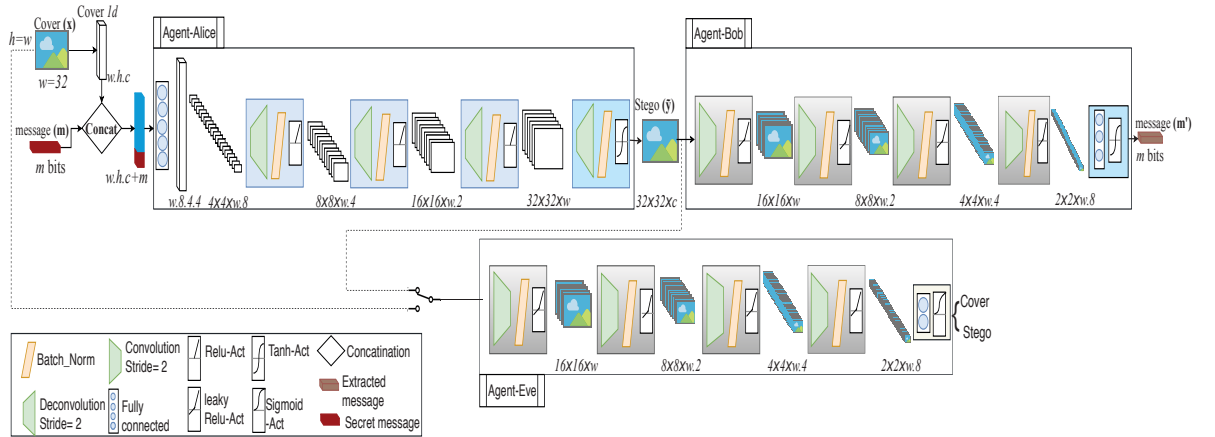 Cover (x)
Cover 1d
h=w
w=32
w.h.c
message (m)
Concat
m bits
w.h.c+m
Agent-Alice
w.8.4.4
4x4xw.8
8x8xw.4
16x16xw.2
32x32xw
Stego (ŷ)
32x32xc
Agent-Bob
16x16xw
8x8xw.2
4x4xw.4
2x2xw.8
message (m')
m bits
16x16xw
8x8xw.2
4x4xw.4
2x2xw.8
Cover
Stego
Agent-Eve
Batch_Norm
Convolution
Stride= 2
Relu-Act
Tanh-Act
Concatination
Deconvolution
Stride= 2
Fully
connected
leaky
Relu-Act
Sigmoid
-Act
Extracted
message
Secret message